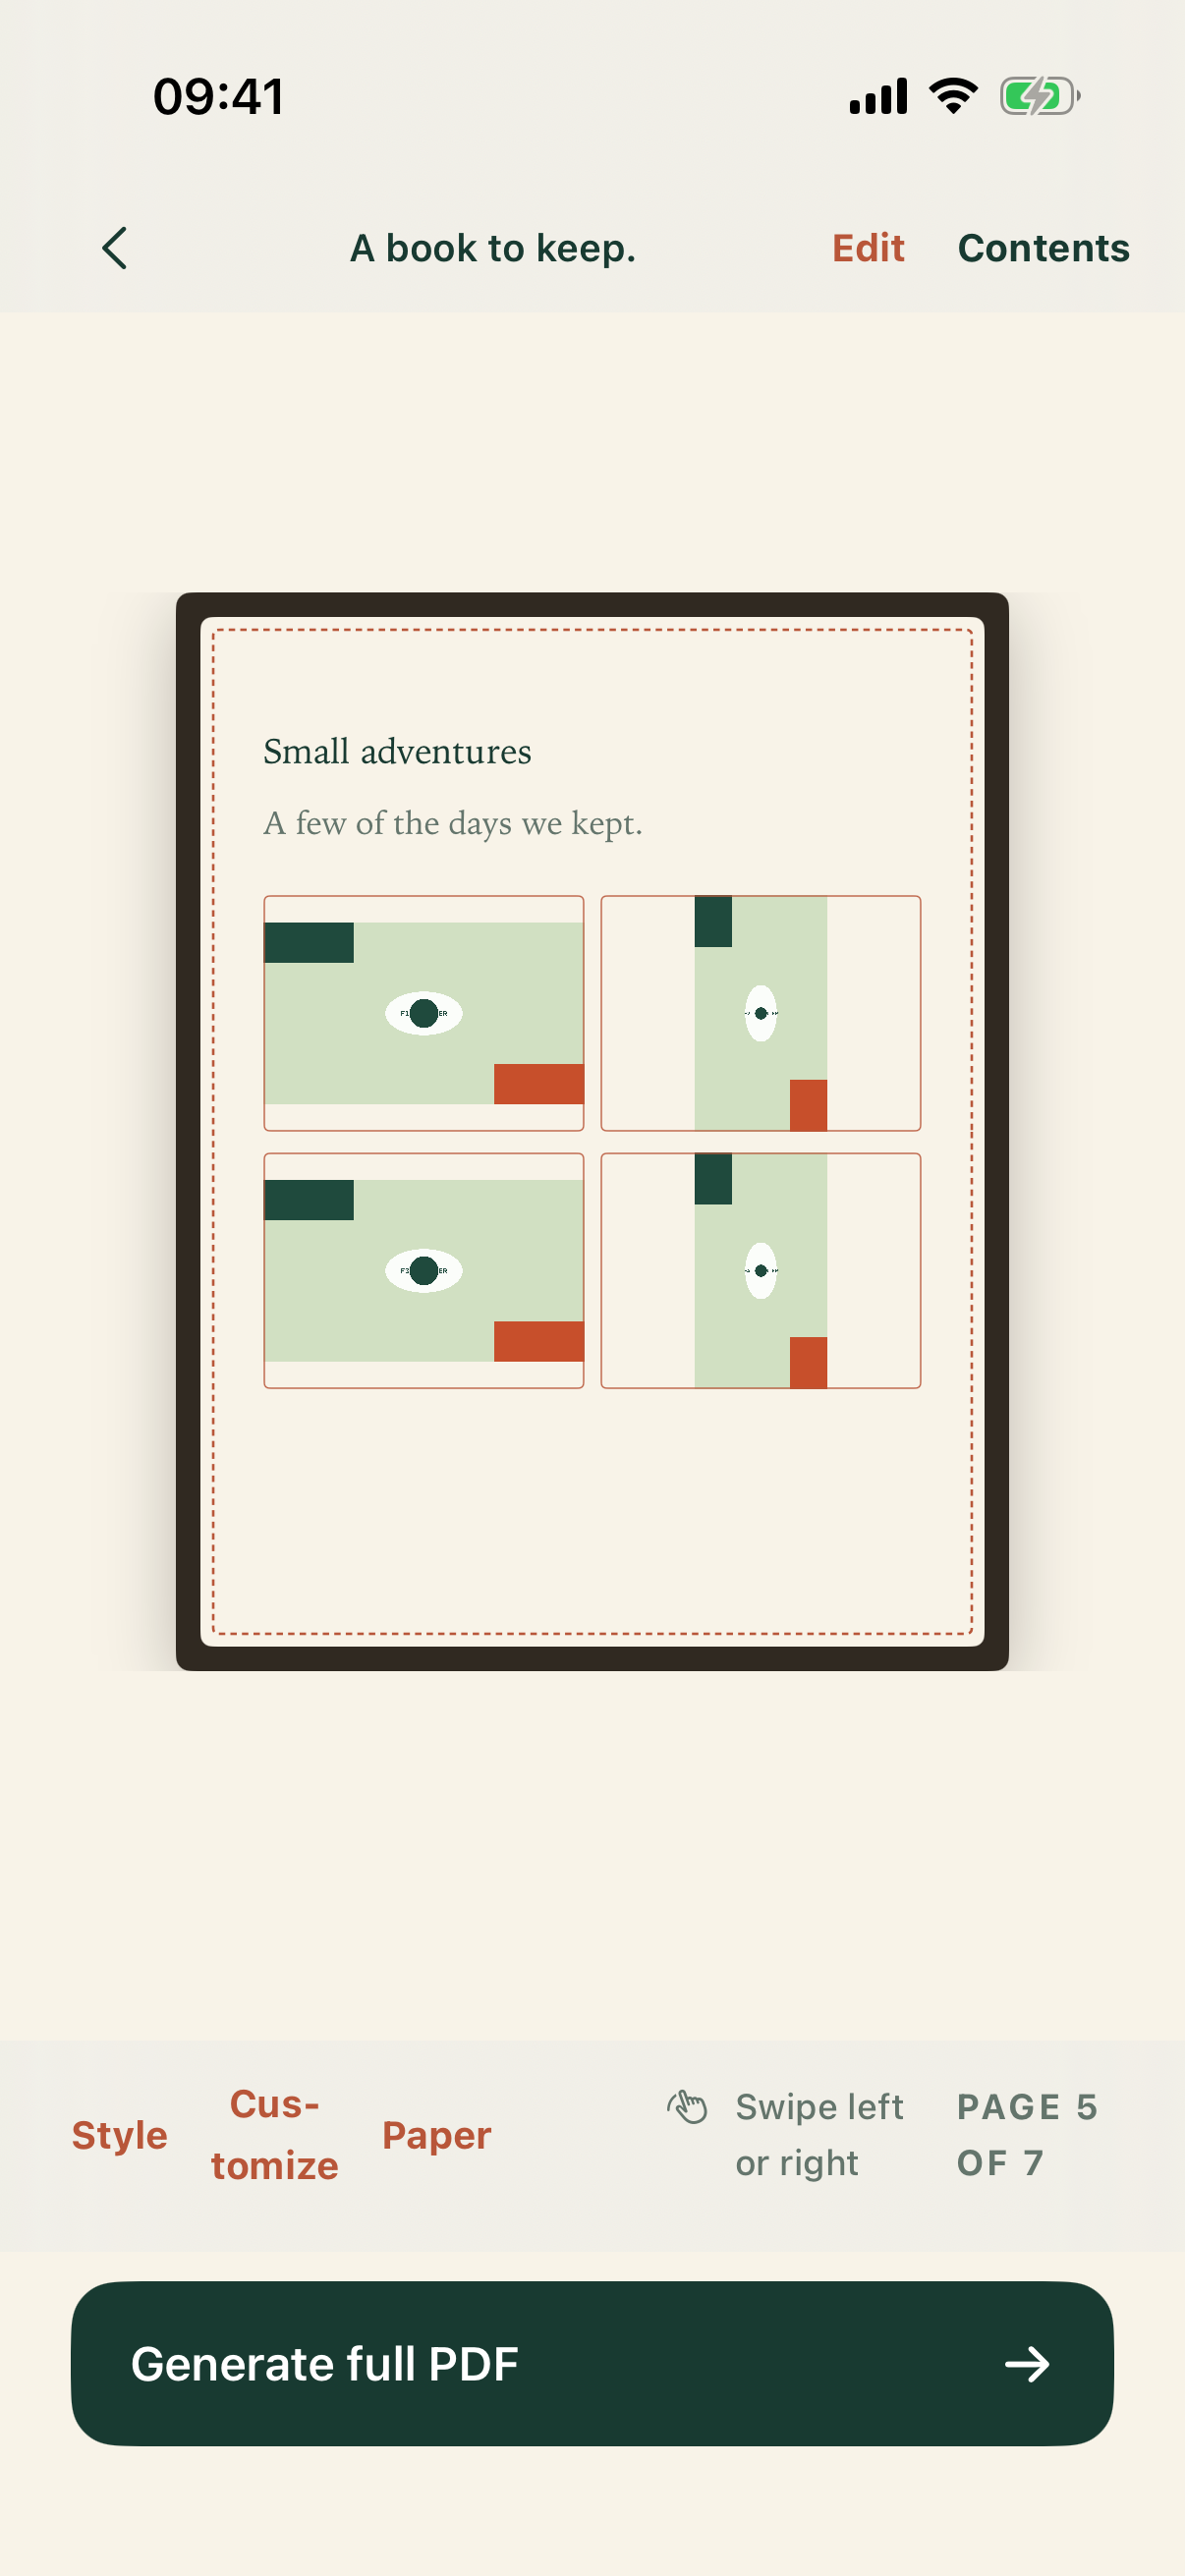 09:41
A book to keep.
Edit
Contents
Small adventures
A few of the days we kept.
Style
Cus-
tomize
Paper
Swipe left
or right
PAGE 5
OF 7
Generate full PDF